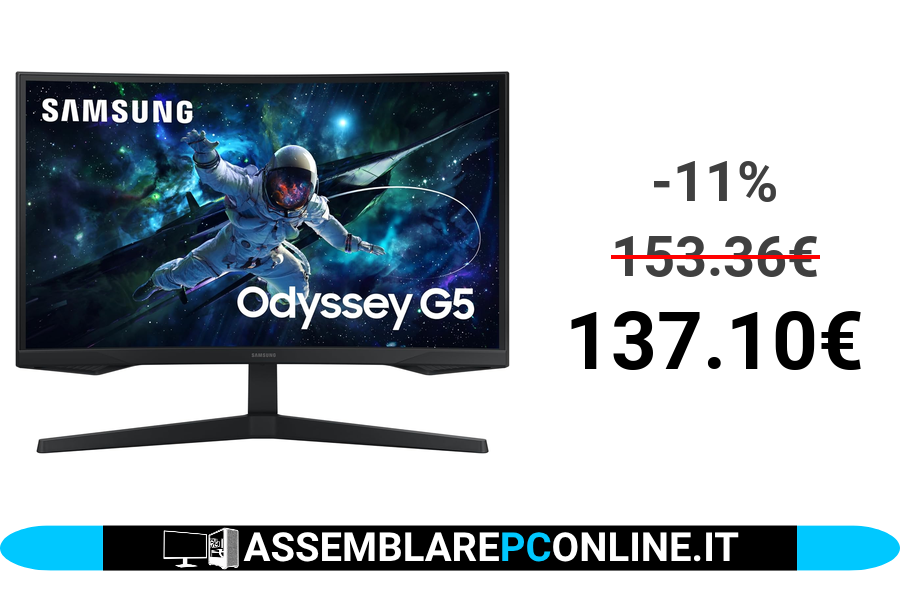 SAMSUNG
Odyssey G5
SAMSUNG
-11%
153.36€
137.10€
ASSEMBLAREPCONLINE.IT